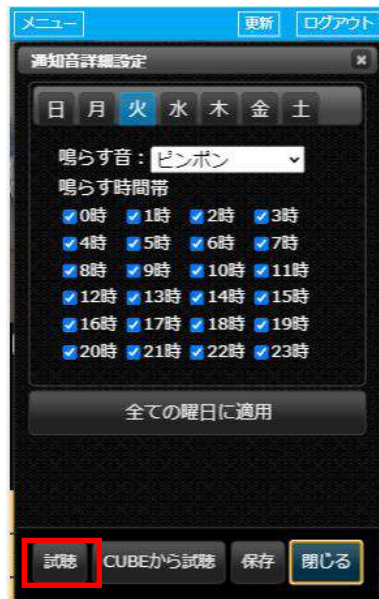 メニュー 更新 ログアウト
通知音詳細設定 ×
日 月 火 水 木 金 土
鳴らす音：ピンポン
鳴らす時間帯
0時 1時 2時 3時
4時 5時 6時 7時
8時 9時 10時 11時
12時 13時 14時 15時
16時 17時 18時 19時
20時 21時 22時 23時
全ての曜日に適用
試聴 CUBEから試聴 保存 閉じる